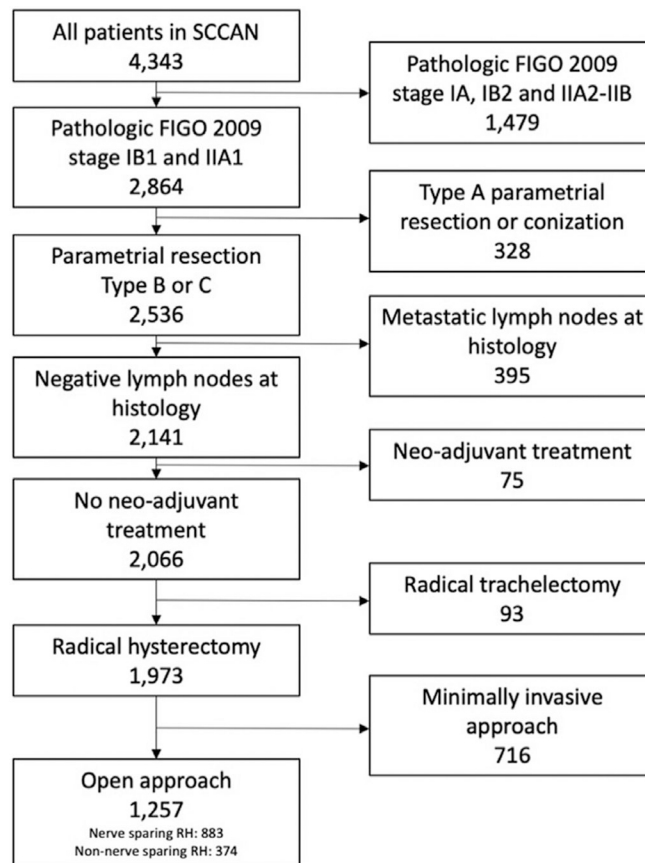 All patients in SCCAN
4,343
Pathologic FIGO 2009
stage IA, IB2 and IIA2-IIB
1,479
Pathologic FIGO 2009
stage IB1 and IIA1
2,864
Type A parametrial
resection or conization
328
Parametrial resection
Type B or C
2,536
Metastatic lymph nodes at
histology
395
Negative lymph nodes at
histology
2,141
Neo-adjuvant treatment
75
No neo-adjuvant
treatment
2,066
Radical trachelectomy
93
Radical hysterectomy
1,973
Minimally invasive
approach
716
Open approach
1,257
Nerve sparing RH: 883
Non-nerve sparing RH: 374